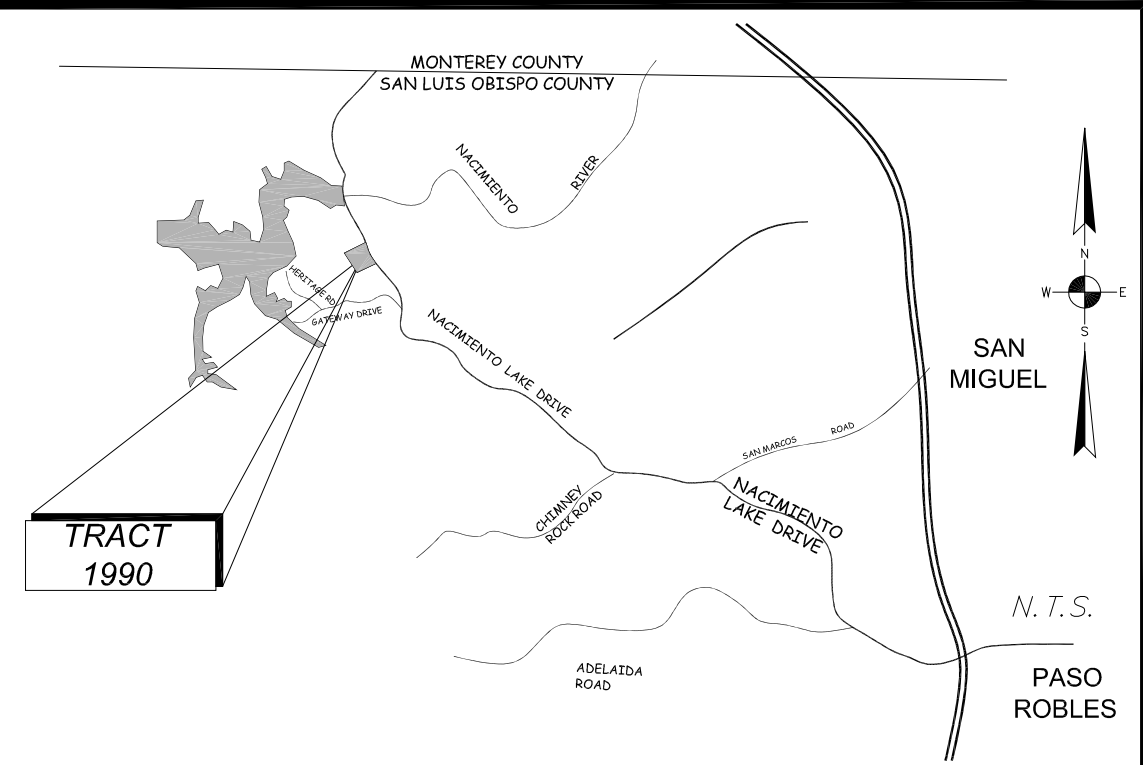 MONTEREY COUNTY
SAN LUIS OBISPO COUNTY
NACIMIENTO
RIVER
N
W
E
S
HERITAGE RD
GATEWAY DRIVE
NACIMIENTO LAKE DRIVE
SAN
MIGUEL
SAN MARCOS
ROAD
CHIMNEY
ROCK ROAD
NACIMIENTO
LAKE DRIVE
TRACT
1990
N.T.S.
ADELAIDA
ROAD
PASO
ROBLES